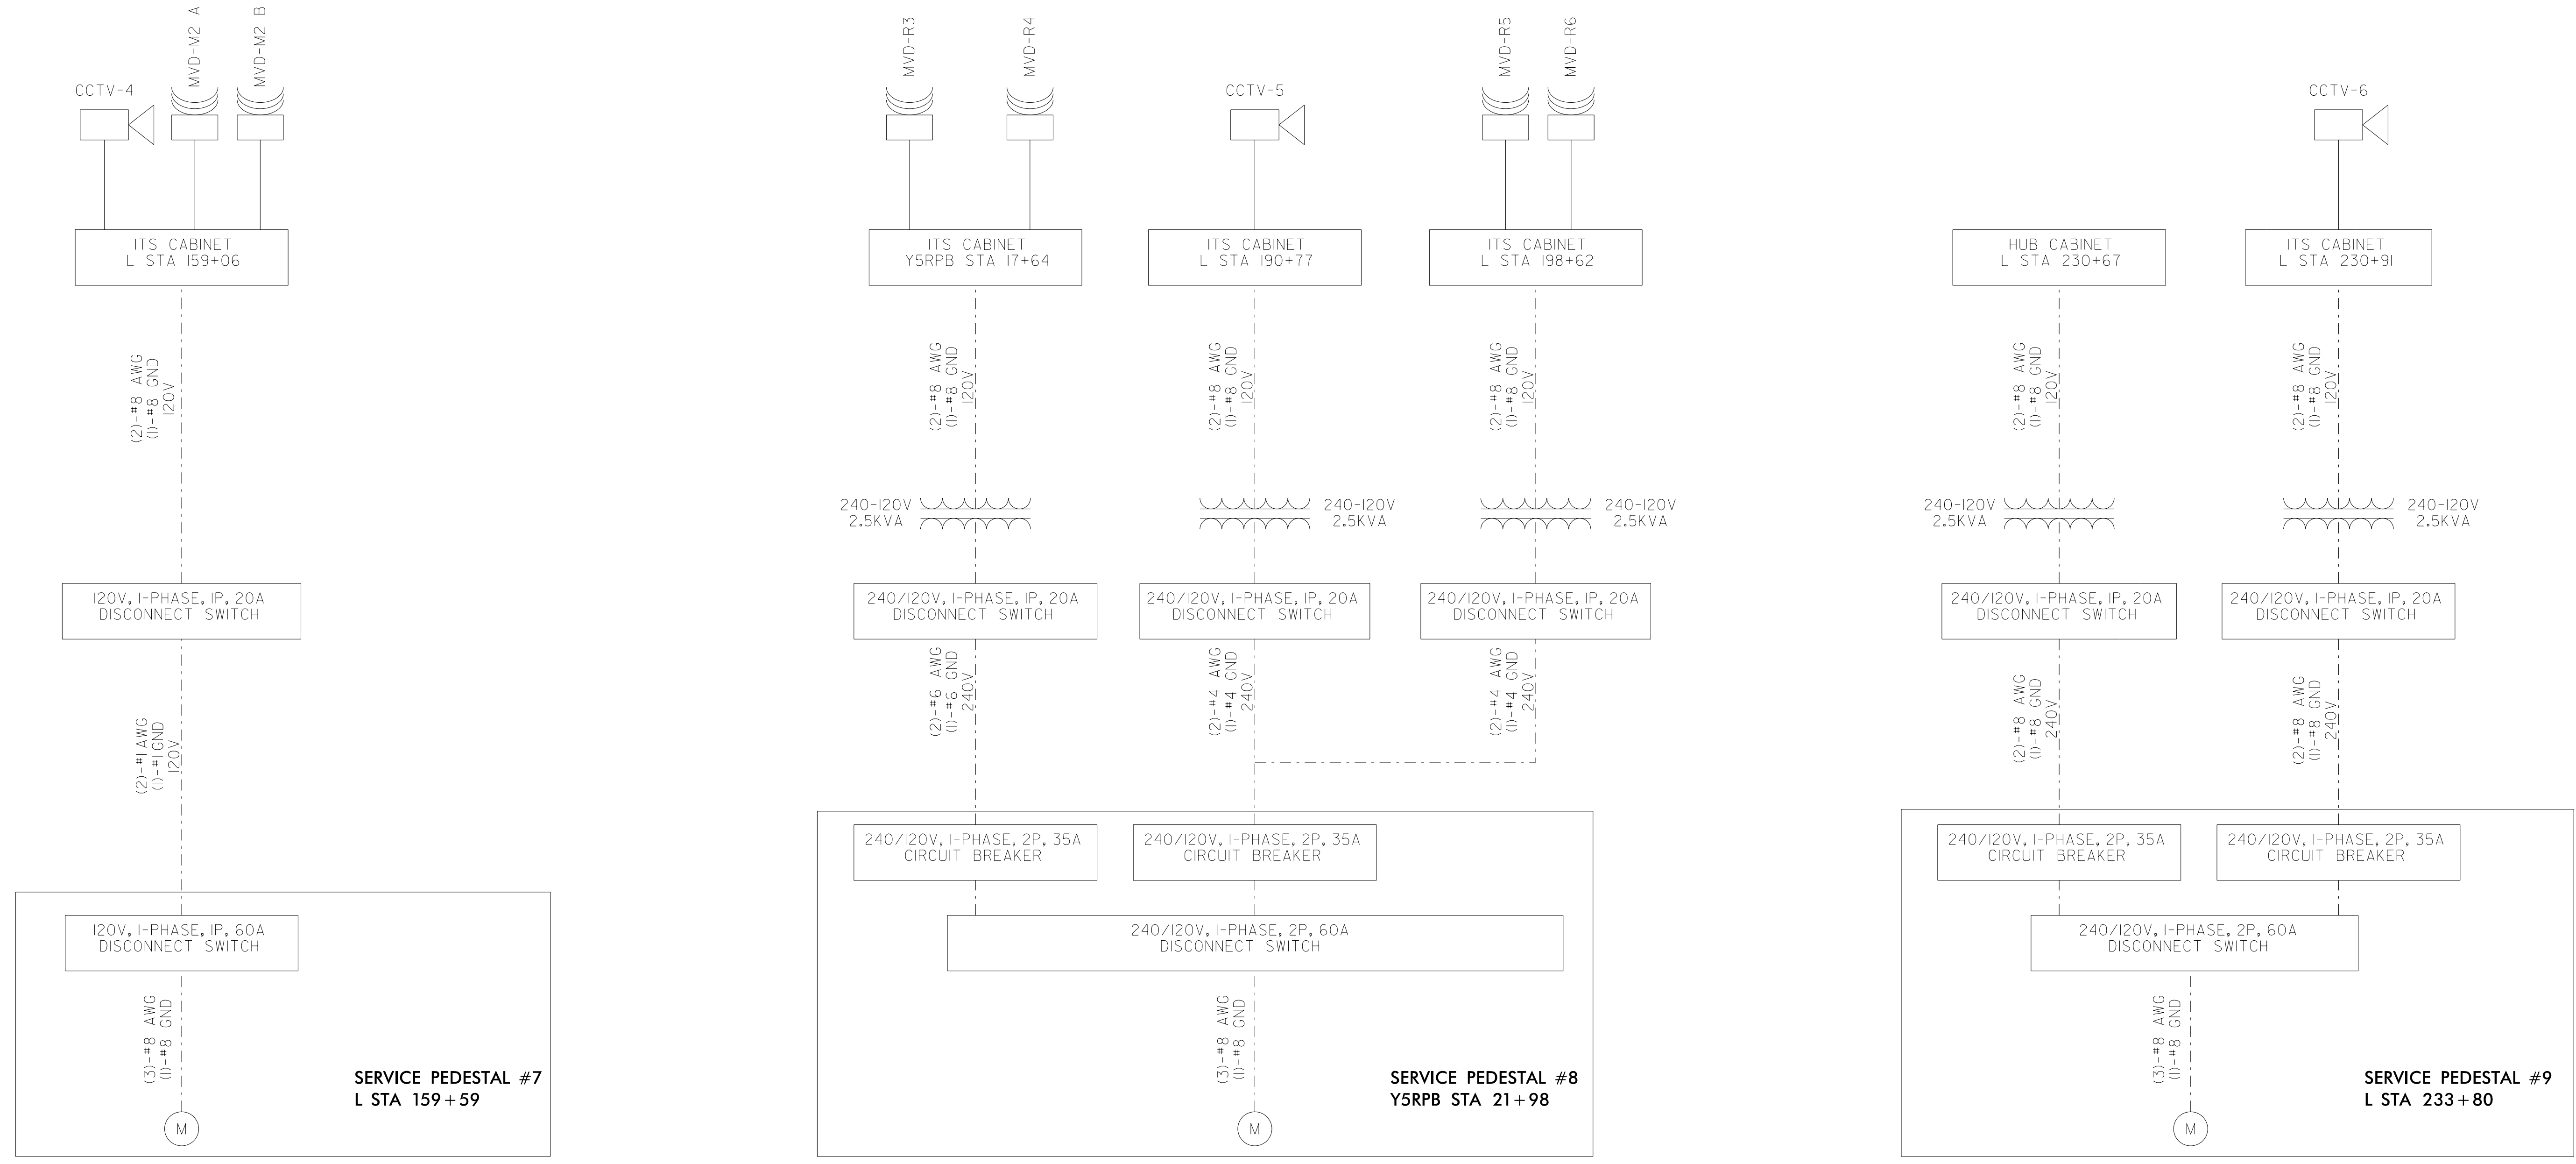 MVD-M2 A
MVD-M2 B
CCTV-4
ITS CABINET
L STA 159+06
(2)-#8 AWG
(1)-#8 GND
120V
120V, 1-PHASE, 1P, 20A
DISCONNECT SWITCH
(2)-#1 AWG
(1)-#1 GND
120V
120V, 1-PHASE, 1P, 60A
DISCONNECT SWITCH
(3)-#8 AWG
(1)-#8 GND
M
SERVICE PEDESTAL #7
L STA 159+59
MVD-R3
MVD-R4
CCTV-5
MVD-R5
MVD-R6
ITS CABINET
Y5RPB STA 17+64
ITS CABINET
L STA 190+77
ITS CABINET
L STA 198+62
(2)-#8 AWG
(1)-#8 GND
120V
(2)-#8 AWG
(1)-#8 GND
120V
(2)-#8 AWG
(1)-#8 GND
120V
240-120V
2.5KVA
240-120V
2.5KVA
240-120V
2.5KVA
240/120V, 1-PHASE, 1P, 20A
DISCONNECT SWITCH
240/120V, 1-PHASE, 1P, 20A
DISCONNECT SWITCH
240/120V, 1-PHASE, 1P, 20A
DISCONNECT SWITCH
(2)-#6 AWG
(1)-#6 GND
240V
(2)-#4 AWG
(1)-#4 GND
240V
(2)-#4 AWG
(1)-#4 GND
240V
240/120V, 1-PHASE, 2P, 35A
CIRCUIT BREAKER
240/120V, 1-PHASE, 2P, 35A
CIRCUIT BREAKER
240/120V, 1-PHASE, 2P, 60A
DISCONNECT SWITCH
(3)-#8 AWG
(1)-#8 GND
M
SERVICE PEDESTAL #8
Y5RPB STA 21+98
CCTV-6
HUB CABINET
L STA 230+67
ITS CABINET
L STA 230+91
(2)-#8 AWG
(1)-#8 GND
120V
(2)-#8 AWG
(1)-#8 GND
120V
240-120V
2.5KVA
240-120V
2.5KVA
240/120V, 1-PHASE, 1P, 20A
DISCONNECT SWITCH
240/120V, 1-PHASE, 1P, 20A
DISCONNECT SWITCH
(2)-#8 AWG
(1)-#8 GND
240V
(2)-#8 AWG
(1)-#8 GND
240V
240/120V, 1-PHASE, 2P, 35A
CIRCUIT BREAKER
240/120V, 1-PHASE, 2P, 35A
CIRCUIT BREAKER
240/120V, 1-PHASE, 2P, 60A
DISCONNECT SWITCH
(3)-#8 AWG
(1)-#8 GND
M
SERVICE PEDESTAL #9
L STA 233+80